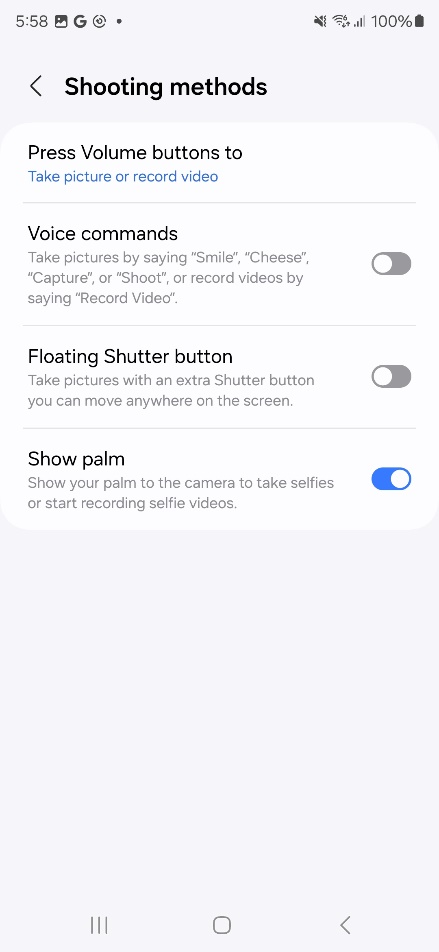 5:58 100%
Shooting methods
Press Volume buttons to
Take picture or record video
Voice commands
Take pictures by saying “Smile”, “Cheese”,
“Capture”, or “Shoot”, or record videos by
saying “Record Video”.
Floating Shutter button
Take pictures with an extra Shutter button
you can move anywhere on the screen.
Show palm
Show your palm to the camera to take selfies
or start recording selfie videos.